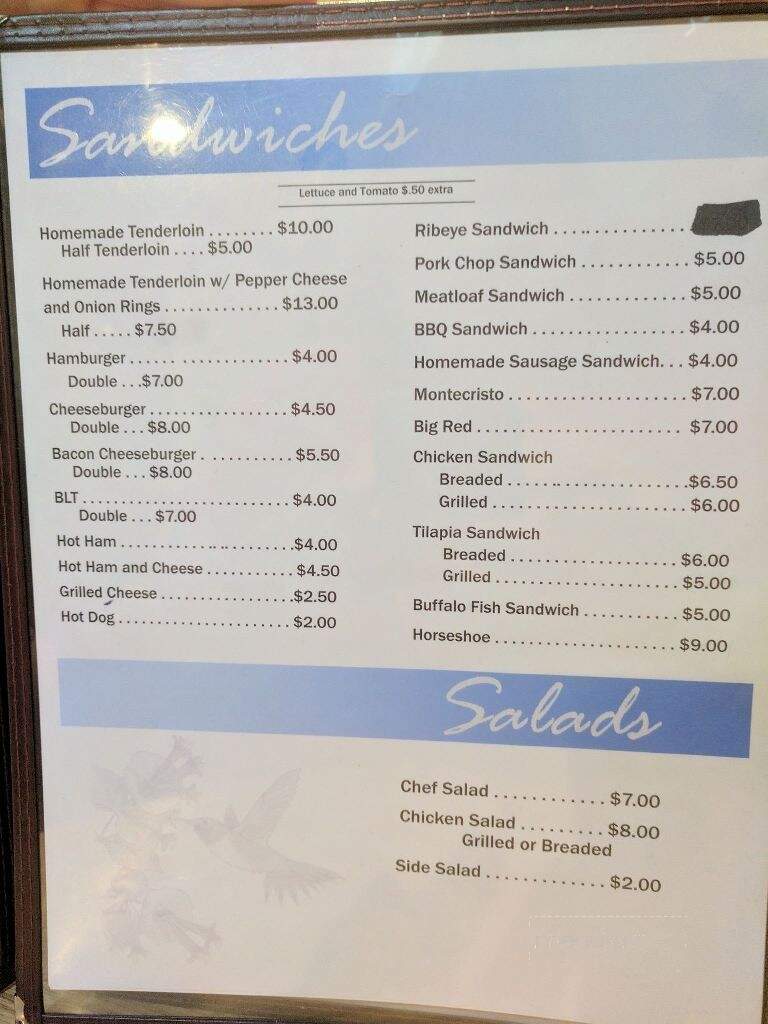 Sandwiches
Lettuce and Tomato $.50 extra
Homemade Tenderloin . . . . . . . . $10.00
Half Tenderloin . . . . $5.00
Homemade Tenderloin w/ Pepper Cheese
and Onion Rings . . . . . . . . . . . . . . $13.00
Half . . . . . $7.50
Hamburger . . . . . . . . . . . . . . . . . . . $4.00
Double . . .$7.00
Cheeseburger . . . . . . . . . . . . . . . . . $4.50
Double . . . $8.00
Bacon Cheeseburger . . . . . . . . . . . $5.50
Double . . . $8.00
BLT . . . . . . . . . . . . . . . . . . . . . . . . . $4.00
Double . . . $7.00
Hot Ham . . . . . . . . . . . . . . . . . . . . .$4.00
Hot Ham and Cheese . . . . . . . . . . . $4.50
Grilled Cheese . . . . . . . . . . . . . . . . .$2.50
Hot Dog . . . . . . . . . . . . . . . . . . . . . $2.00
Ribeye Sandwich . . . . . . . . . . . . . . . .
Pork Chop Sandwich . . . . . . . . . . . . $5.00
Meatloaf Sandwich . . . . . . . . . . . . . $5.00
BBQ Sandwich . . . . . . . . . . . . . . . . . $4.00
Homemade Sausage Sandwich. . . $4.00
Montecristo . . . . . . . . . . . . . . . . . . . . $7.00
Big Red . . . . . . . . . . . . . . . . . . . . . . . $7.00
Chicken Sandwich
Breaded . . . . . . . . . . . . . . . . . . . . .$6.50
Grilled . . . . . . . . . . . . . . . . . . . . . . $6.00
Tilapia Sandwich
Breaded . . . . . . . . . . . . . . . . . . . $6.00
Grilled . . . . . . . . . . . . . . . . . . . . . $5.00
Buffalo Fish Sandwich . . . . . . . . . . . $5.00
Horseshoe . . . . . . . . . . . . . . . . . . . . . $9.00
Salads
Chef Salad . . . . . . . . . . . . $7.00
Chicken Salad . . . . . . . . . $8.00
Grilled or Breaded
Side Salad . . . . . . . . . . . . . $2.00